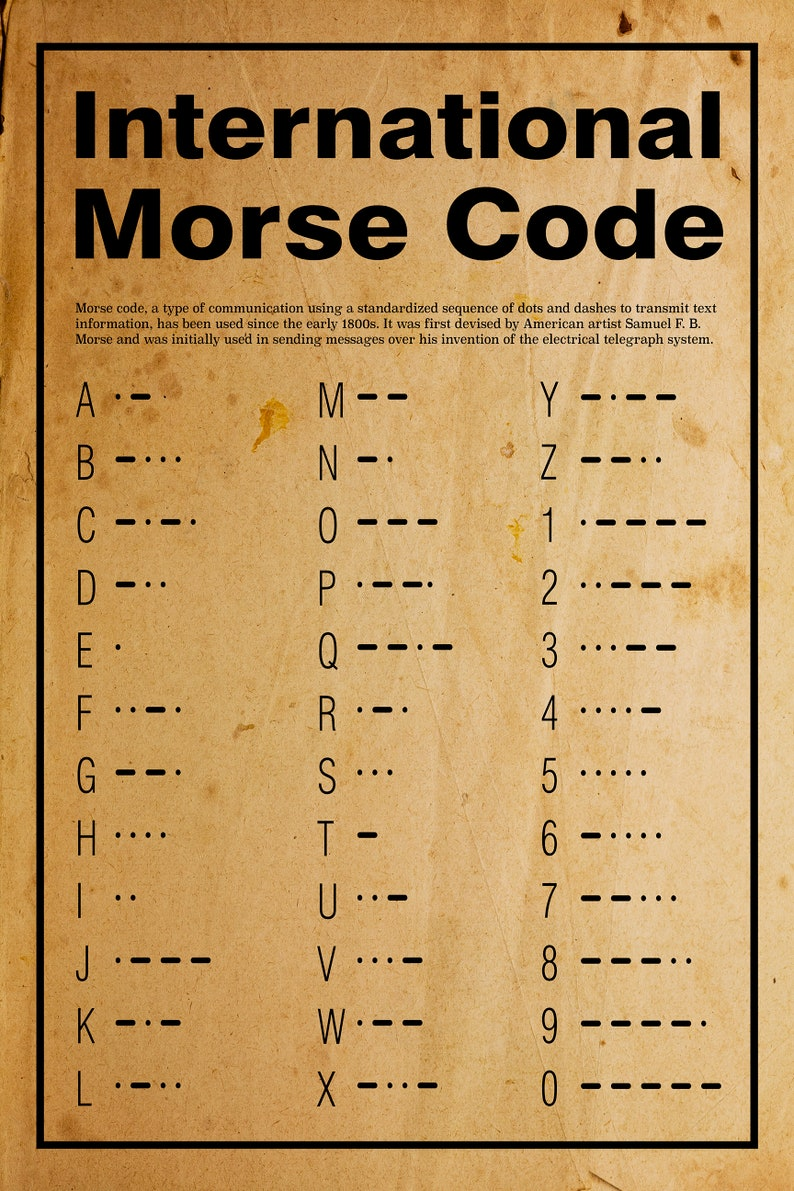 International
Morse Code
Morse code, a type of communication using a standardized sequence of dots and dashes to transmit text
information, has been used since the early 1800s. It was first devised by American artist Samuel F. B.
Morse and was initially used in sending messages over his invention of the electrical telegraph system.
A ·–
B –···
C –·–·
D –··
E ·
F ··–·
G ––·
H ····
I ··
J ·–––
K –·–
L ·–··
M ––
N –·
O –––
P ·––·
Q ––·–
R ·–·
S ···
T –
U ··–
V ···–
W ·––
X –··–
Y –·––
Z ––··
1 ·––––
2 ··–––
3 ···––
4 ····–
5 ·····
6 –····
7 ––···
8 –––··
9 ––––·
0 –––––